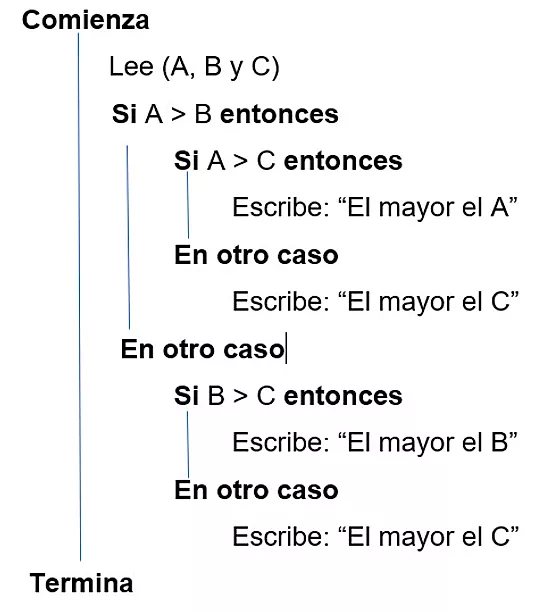 Comienza
Lee (A, B y C)
Si A > B entonces
Si A > C entonces
Escribe: “El mayor el A”
En otro caso
Escribe: “El mayor el C”
En otro caso
Si B > C entonces
Escribe: “El mayor el B”
En otro caso
Escribe: “El mayor el C”
Termina